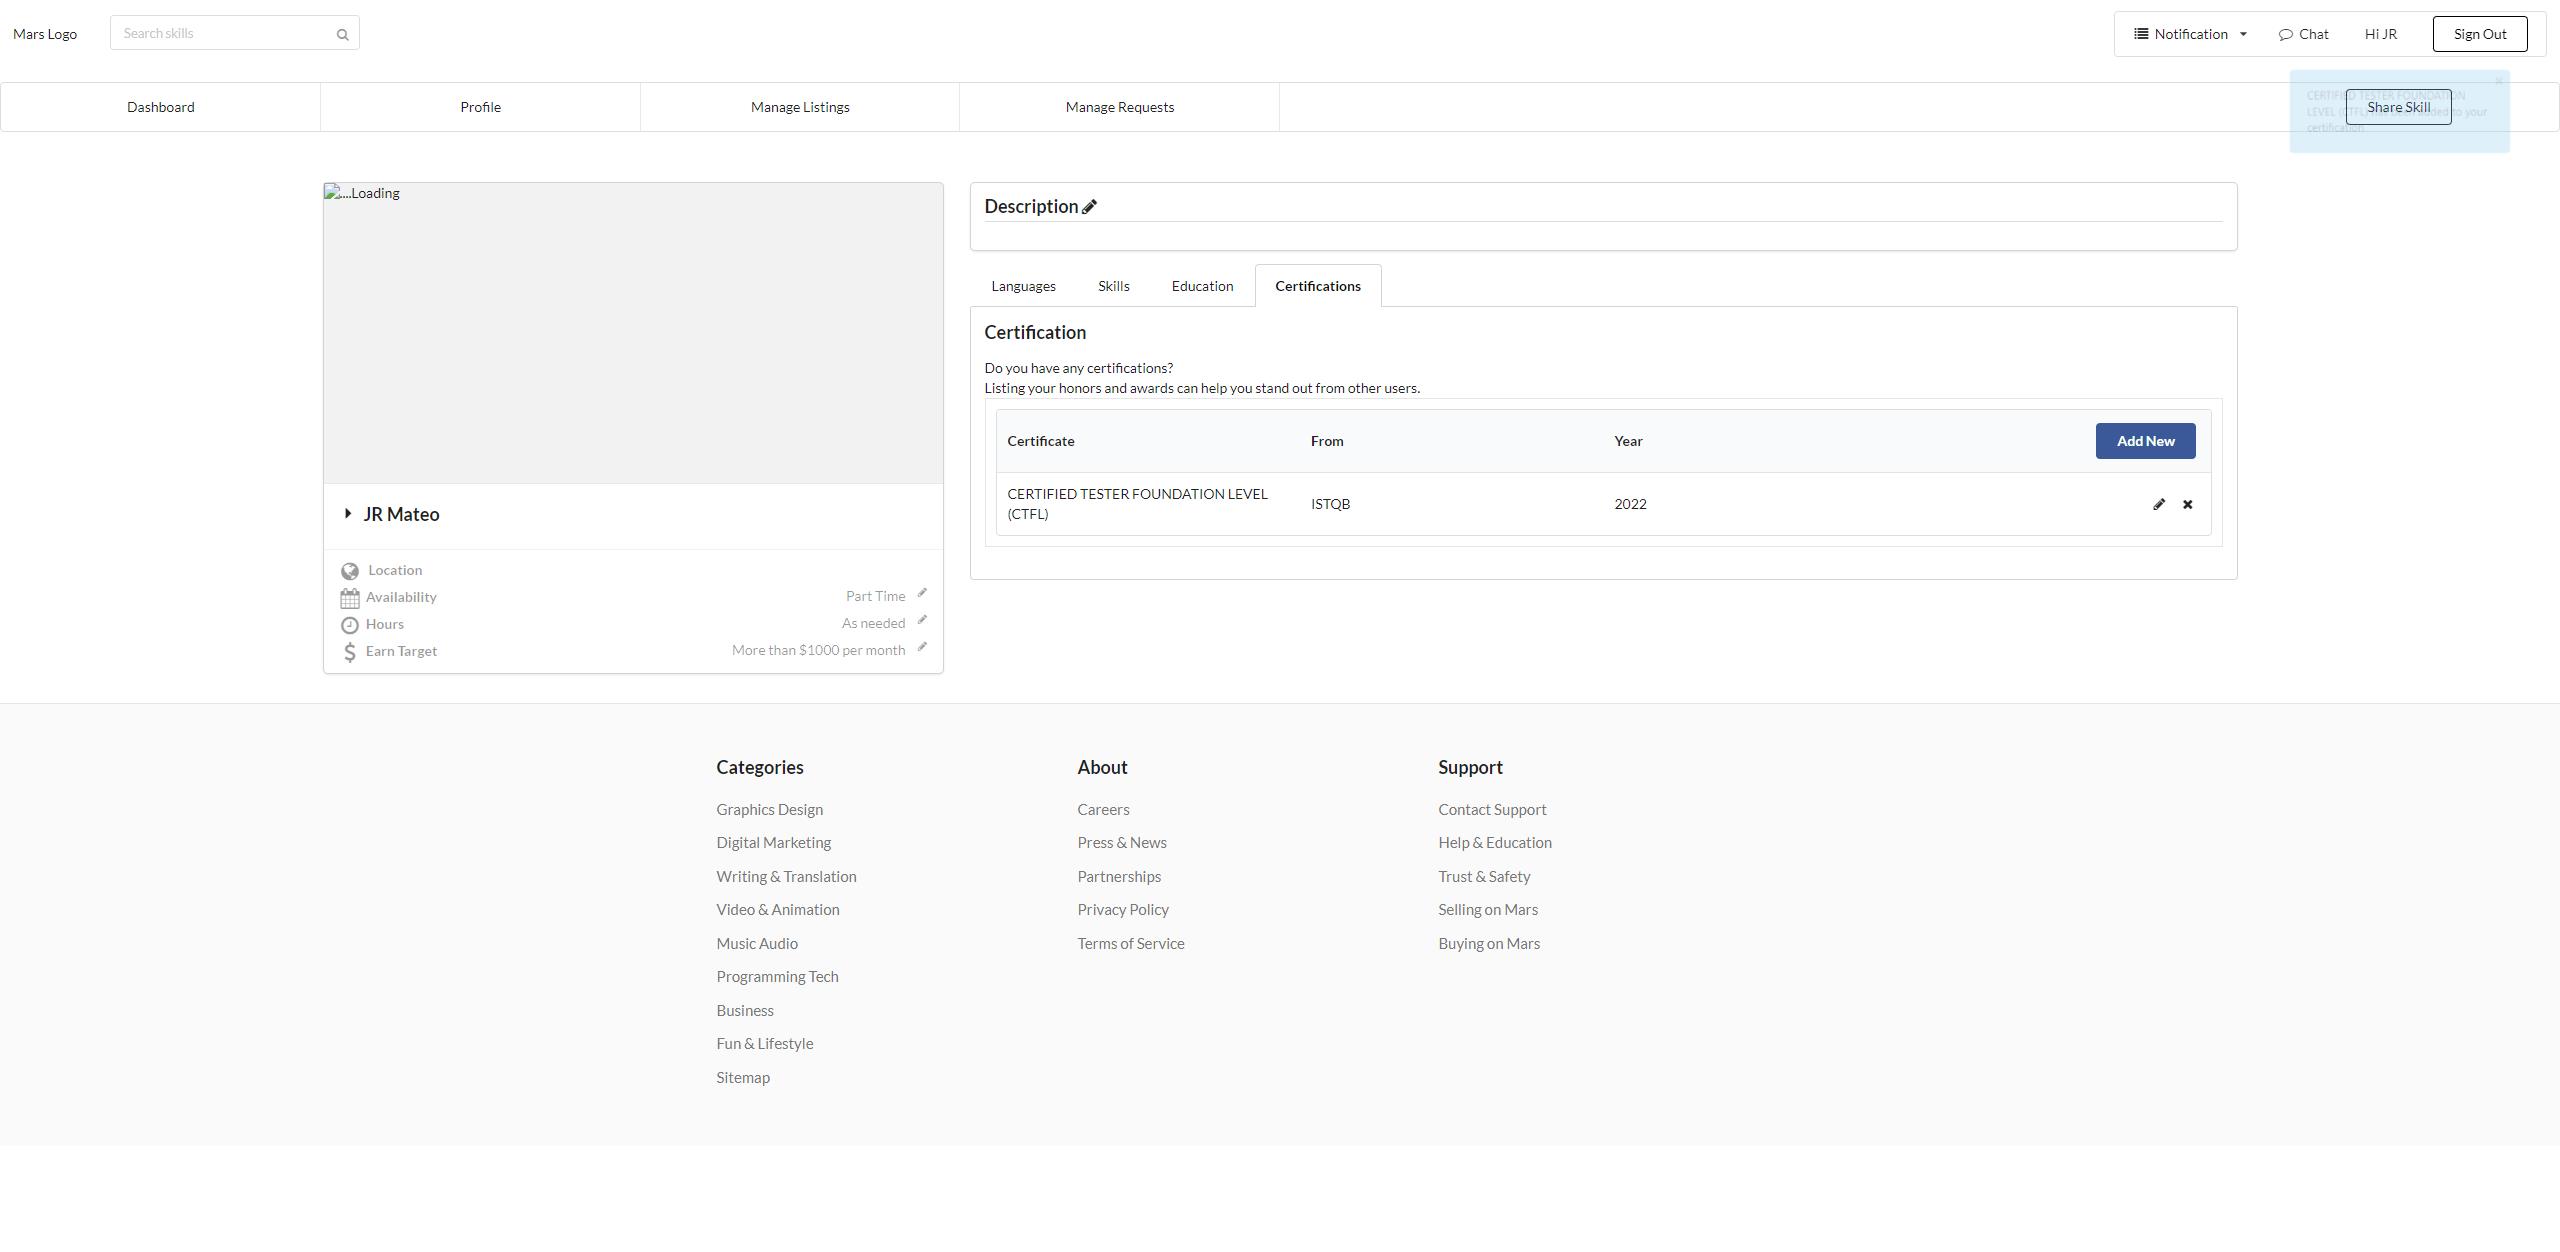 Mars Logo
Search skills
Notification
Chat
Hi JR
Sign Out
Dashboard
Profile
Manage Listings
Manage Requests
Share Skill
CERTIFIED TESTER FOUNDATION
LEVEL (CTFL) has been added to your
certification
....Loading
JR Mateo
Location
Availability
Part Time
Hours
As needed
Earn Target
More than $1000 per month
Description
Languages
Skills
Education
Certifications
Certification
Do you have any certifications?
Listing your honors and awards can help you stand out from other users.
Certificate
From
Year
Add New
CERTIFIED TESTER FOUNDATION LEVEL
(CTFL)
ISTQB
2022
Categories
Graphics Design
Digital Marketing
Writing & Translation
Video & Animation
Music Audio
Programming Tech
Business
Fun & Lifestyle
Sitemap
About
Careers
Press & News
Partnerships
Privacy Policy
Terms of Service
Support
Contact Support
Help & Education
Trust & Safety
Selling on Mars
Buying on Mars